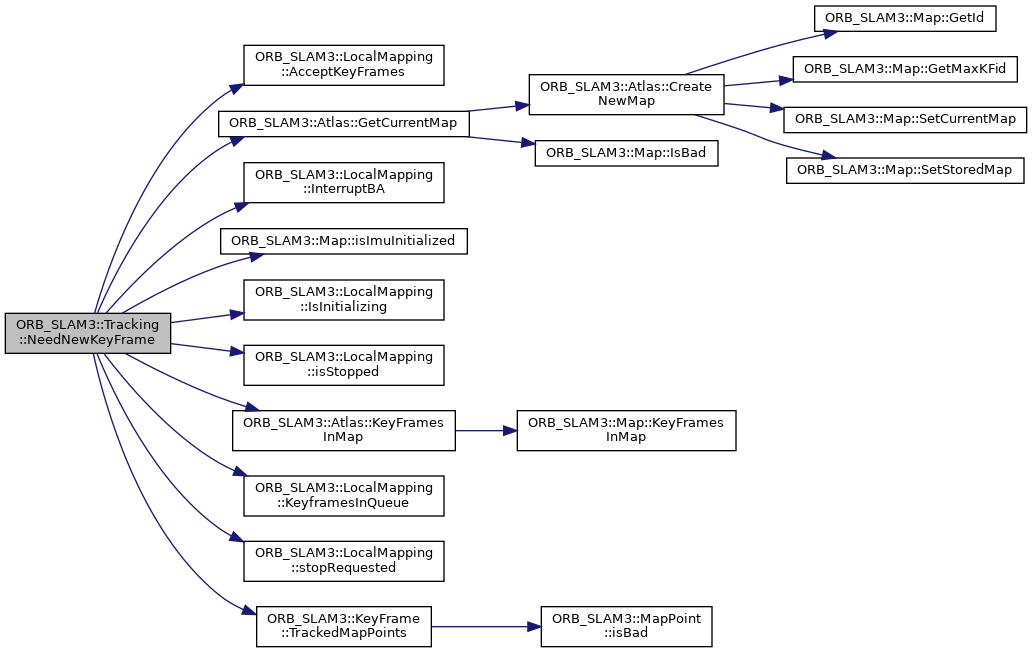 ORB_SLAM3::Tracking
::NeedNewKeyFrame
ORB_SLAM3::LocalMapping
::AcceptKeyFrames
ORB_SLAM3::Atlas::GetCurrentMap
ORB_SLAM3::LocalMapping
::InterruptBA
ORB_SLAM3::Map::isImuInitialized
ORB_SLAM3::LocalMapping
::IsInitializing
ORB_SLAM3::LocalMapping
::isStopped
ORB_SLAM3::Atlas::KeyFrames
InMap
ORB_SLAM3::LocalMapping
::KeyframesInQueue
ORB_SLAM3::LocalMapping
::stopRequested
ORB_SLAM3::KeyFrame
::TrackedMapPoints
ORB_SLAM3::Atlas::Create
NewMap
ORB_SLAM3::Map::IsBad
ORB_SLAM3::Map::KeyFrames
InMap
ORB_SLAM3::MapPoint
::isBad
ORB_SLAM3::Map::GetId
ORB_SLAM3::Map::GetMaxKFid
ORB_SLAM3::Map::SetCurrentMap
ORB_SLAM3::Map::SetStoredMap